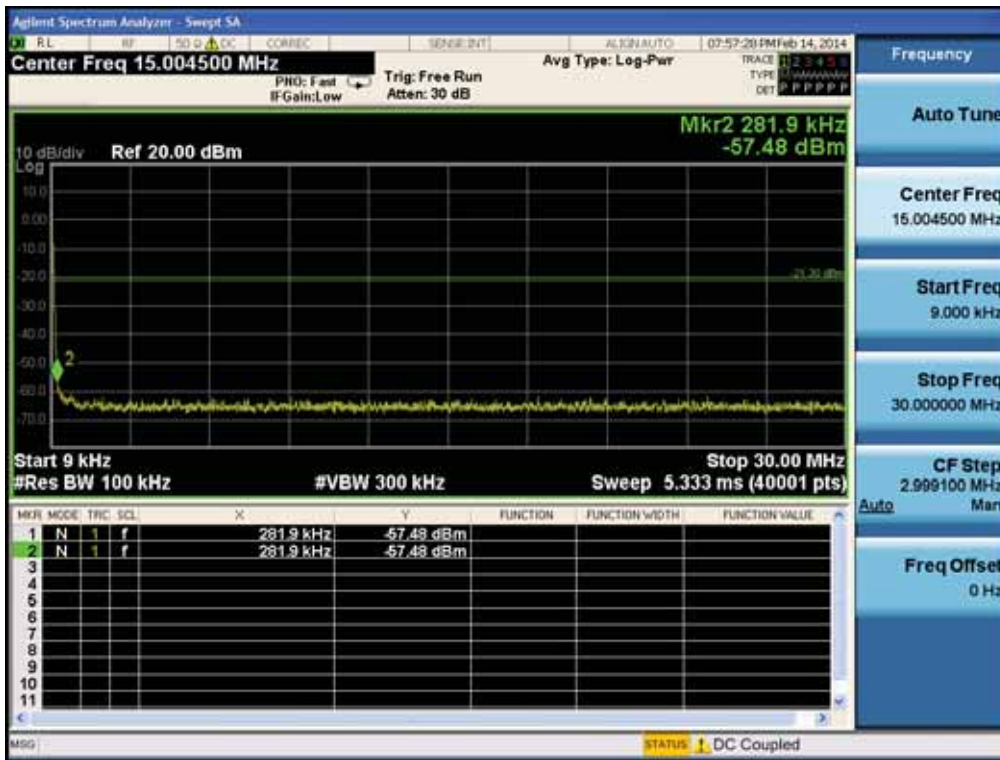 Agilent Spectrum Analyzer - Swept SA
RL RF 50 Ω DC CORREC SENSE:INT ALIGN AUTO 07:57:20 PM Feb 14, 2014
Center Freq 15.004500 MHz
PNO: Fast
IFGain:Low
Trig: Free Run
Atten: 30 dB
Avg Type: Log-Pwr
TRACE 1 2 3 4 5 6
TYPE
DET P P P P P P
Mkr2 281.9 kHz
-57.48 dBm
10 dB/div Ref 20.00 dBm
Log
10.0
0.00
-10.0
-20.0
-30.0
-40.0
-50.0
-60.0
-70.0
2
Start 9 kHz
#Res BW 100 kHz
#VBW 300 kHz
Stop 30.00 MHz
Sweep 5.333 ms (40001 pts)
MKR MODE TRC SCL X Y FUNCTION FUNCTION WIDTH FUNCTION VALUE
1 N 1 f 281.9 kHz -57.48 dBm
2 N 1 f 281.9 kHz -57.48 dBm
3
4
5
6
7
8
9
10
11
MSG STATUS DC Coupled
Frequency
Auto Tune
Center Freq
15.004500 MHz
Start Freq
9.000 kHz
Stop Freq
30.000000 MHz
CF Step
2.999100 MHz
Auto Man
Freq Offset
0 Hz